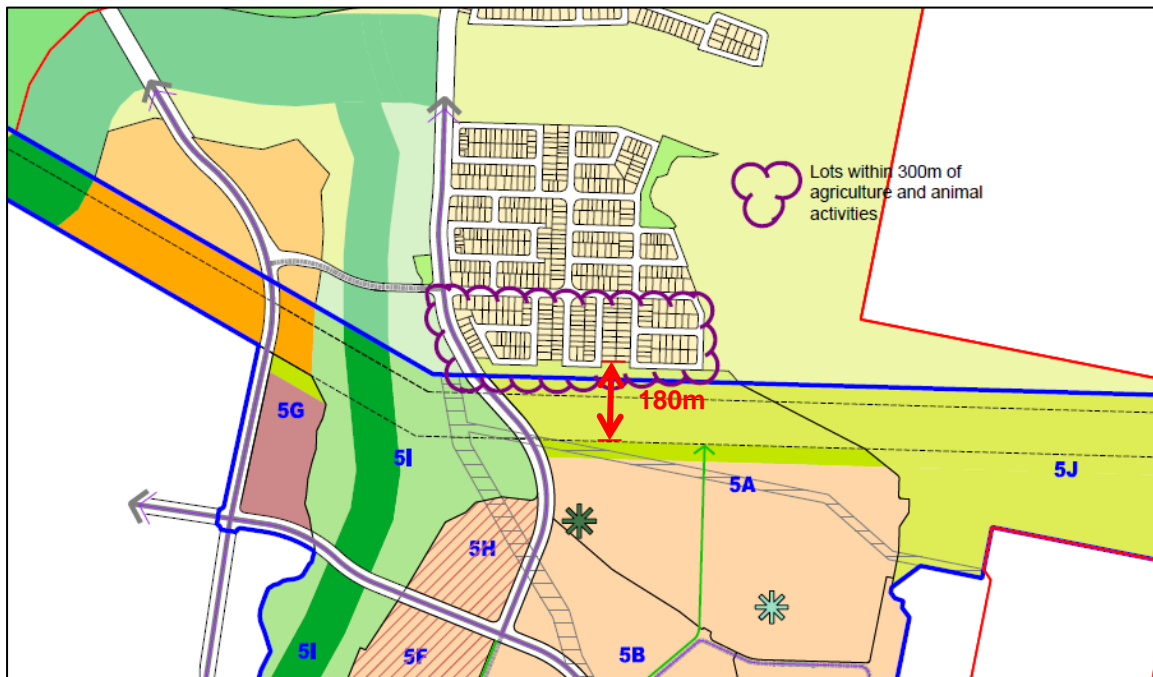 Lots within 300m of
agriculture and animal
activities
180m
5G
5I
5J
5A
5H
5I
5F
5B